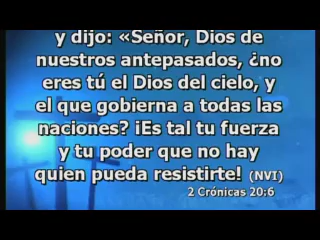 y dijo: «Señor, Dios de
nuestros antepasados, ¿no
eres tú el Dios del cielo, y
el que gobierna a todas las
naciones? ¡Es tal tu fuerza
y tu poder que no hay
quien pueda resistirte! (NVI)
2 Crónicas 20:6